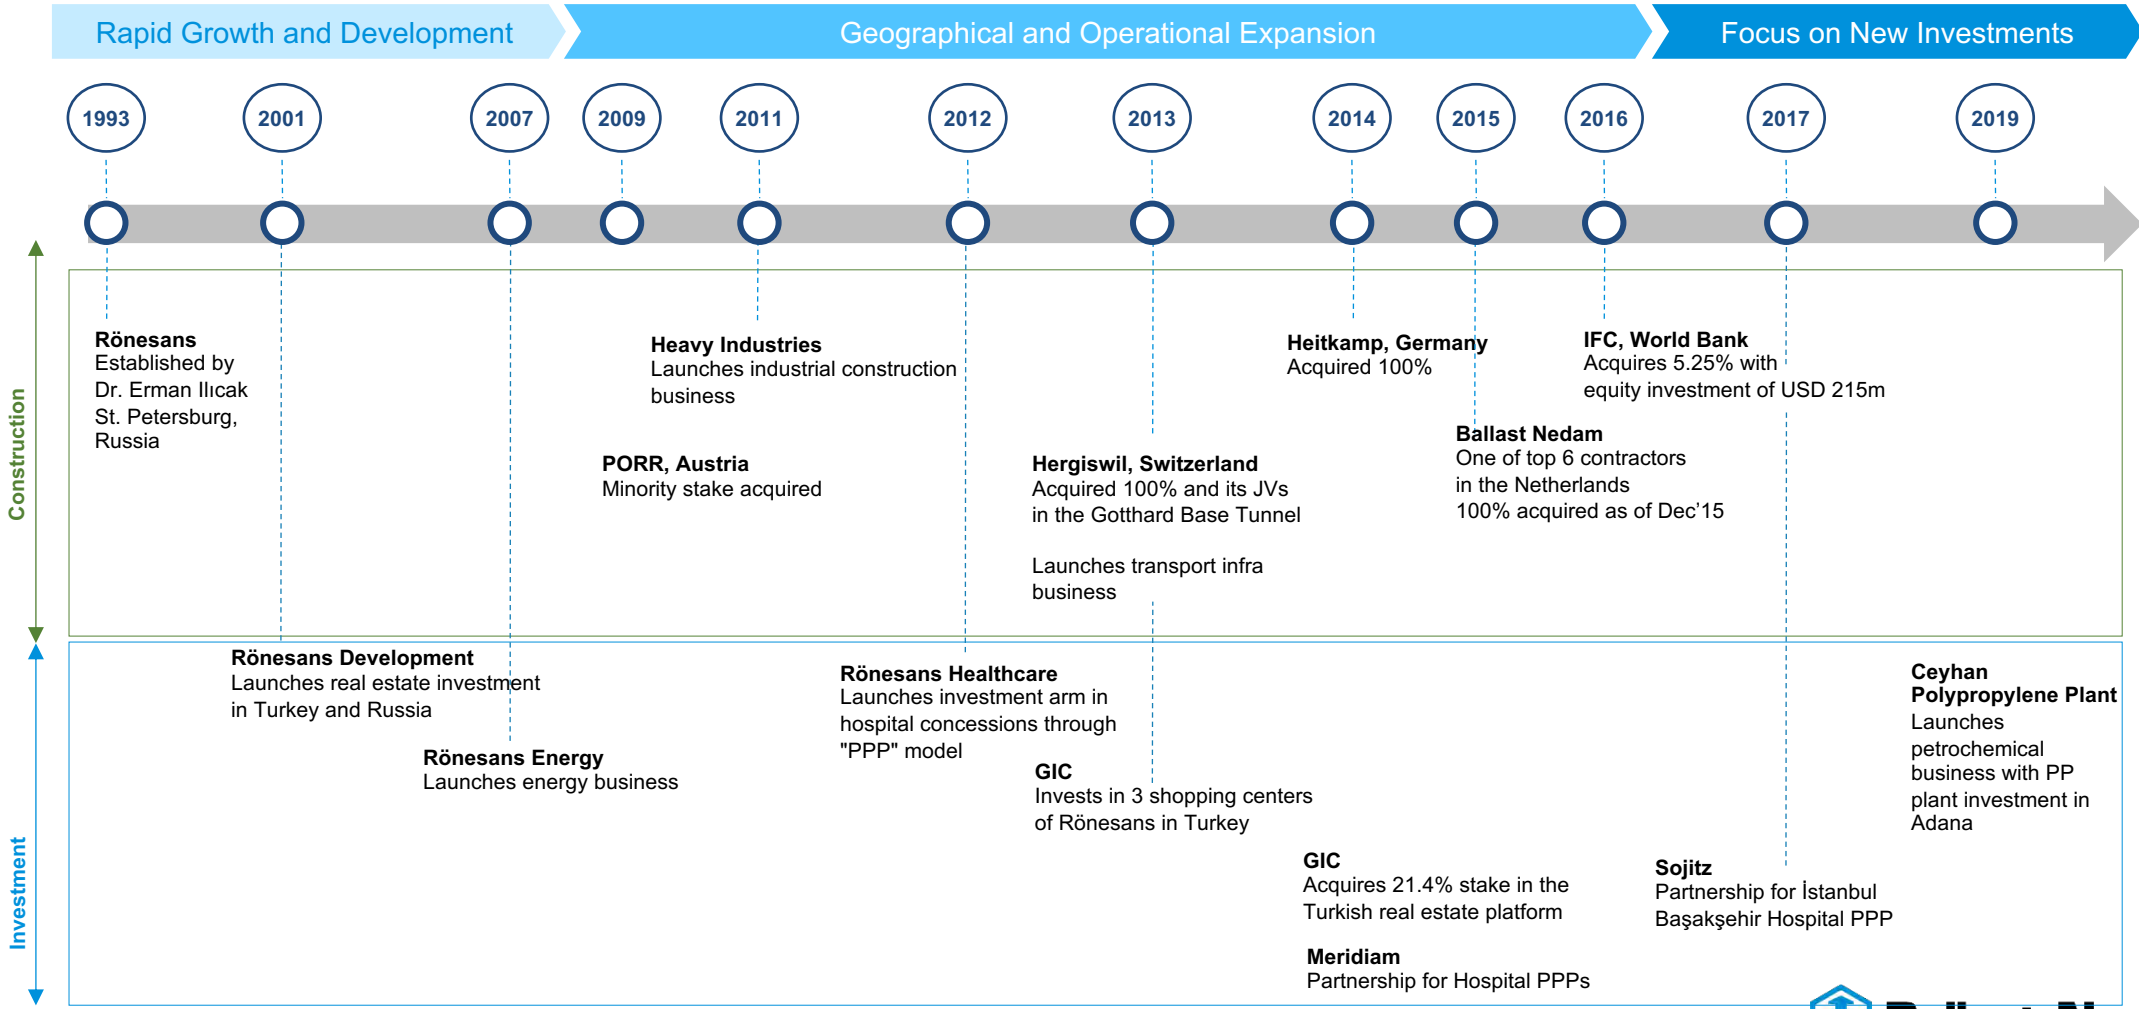 Rapid Growth and Development
Geographical and Operational Expansion
Focus on New Investments
1993
2001
2007
2009
2011
2012
2013
2014
2015
2016
2017
2019
Construction
Rönesans
Established by
Dr. Erman Ilıcak
St. Petersburg,
Russia
Heavy Industries
Launches industrial construction
business
PORR, Austria
Minority stake acquired
Hergiswil, Switzerland
Acquired 100% and its JVs
in the Gotthard Base Tunnel
Launches transport infra
business
Heitkamp, Germany
Acquired 100%
Ballast Nedam
One of top 6 contractors
in the Netherlands
100% acquired as of Dec’15
IFC, World Bank
Acquires 5.25% with
equity investment of USD 215m
Investment
Rönesans Development
Launches real estate investment
in Turkey and Russia
Rönesans Energy
Launches energy business
Rönesans Healthcare
Launches investment arm in
hospital concessions through
"PPP" model
GIC
Invests in 3 shopping centers
of Rönesans in Turkey
GIC
Acquires 21.4% stake in the
Turkish real estate platform
Meridiam
Partnership for Hospital PPPs
Sojitz
Partnership for İstanbul
Başakşehir Hospital PPP
Ceyhan
Polypropylene Plant
Launches
petrochemical
business with PP
plant investment in
Adana